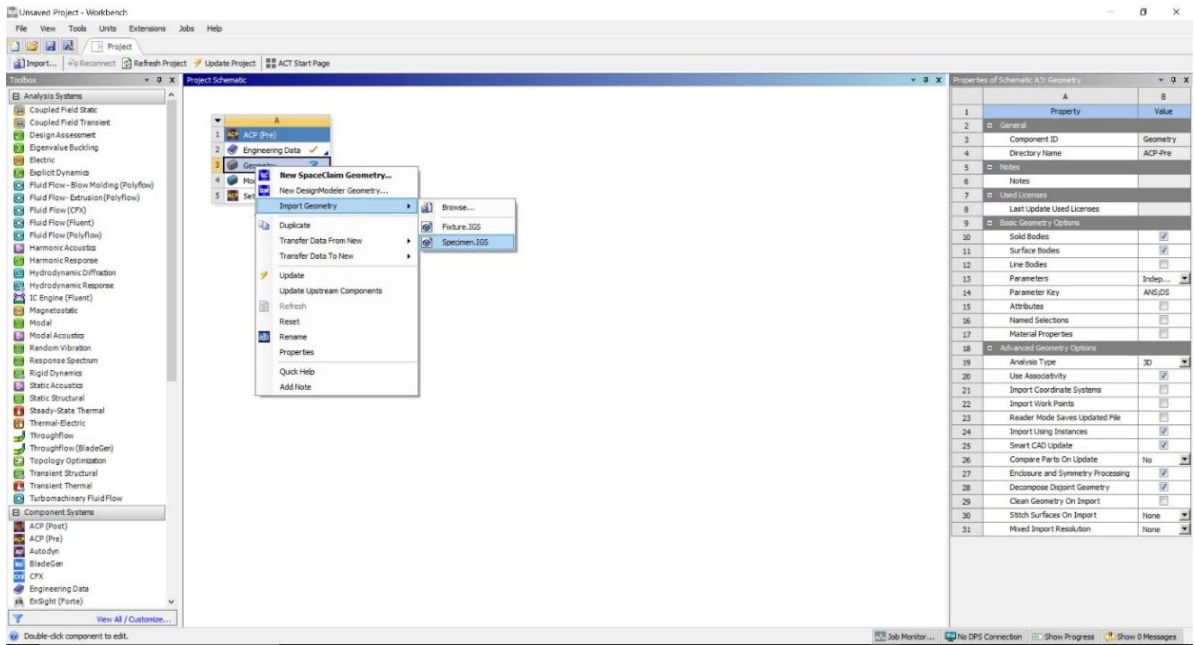 Unsaved Project - Workbench
File View Tools Units Extensions Jobs Help
Project
Import... Reconnect Refresh Project Update Project ACT Start Page
Toolbox
Analysis Systems
Coupled Field Static
Coupled Field Transient
Design Assessment
Eigenvalue Buckling
Electric
Explicit Dynamics
Fluid Flow - Blow Molding (Polyflow)
Fluid Flow - Extrusion (Polyflow)
Fluid Flow (CFX)
Fluid Flow (Fluent)
Fluid Flow (Polyflow)
Harmonic Acoustics
Harmonic Response
Hydrodynamic Diffraction
Hydrodynamic Response
IC Engine (Fluent)
Magnetostatic
Modal
Modal Acoustics
Random Vibration
Response Spectrum
Rigid Dynamics
Static Acoustics
Static Structural
Steady-State Thermal
Thermal-Electric
Throughflow
Throughflow (BladeGen)
Topology Optimization
Transient Structural
Transient Thermal
Turbomachinery Fluid Flow
Component Systems
ACP (Post)
ACP (Pre)
Autodyn
BladeGen
CFX
Engineering Data
EnSight (Forte)
View All / Customize...
Project Schematic
A
1 ACP (Pre)
2 Engineering Data
3 Geometry ?
4 Mod
5 Set
New SpaceClaim Geometry...
New DesignModeler Geometry...
Import Geometry
Duplicate
Transfer Data From New
Transfer Data To New
Update
Update Upstream Components
Refresh
Reset
Rename
Properties
Quick Help
Add Note
Browse...
Fixture.IGS
Specimen.IGS
Properties of Schematic A3: Geometry
A B
1 Property Value
2 General
3 Component ID Geometry
4 Directory Name ACP-Pre
5 Notes
6 Notes
7 Used Licenses
8 Last Update Used Licenses
9 Basic Geometry Options
10 Solid Bodies
11 Surface Bodies
12 Line Bodies
13 Parameters Indep...
14 Parameter Key ANS;DS
15 Attributes
16 Named Selections
17 Material Properties
18 Advanced Geometry Options
19 Analysis Type 3D
20 Use Associativity
21 Import Coordinate Systems
22 Import Work Points
23 Reader Mode Saves Updated File
24 Import Using Instances
25 Smart CAD Update
26 Compare Parts On Update No
27 Enclosure and Symmetry Processing
28 Decompose Disjoint Geometry
29 Clean Geometry On Import
30 Stitch Surfaces On Import None
31 Mixed Import Resolution None
Double-click component to edit.
Job Monitor... No DPS Connection Show Progress Show 0 Messages